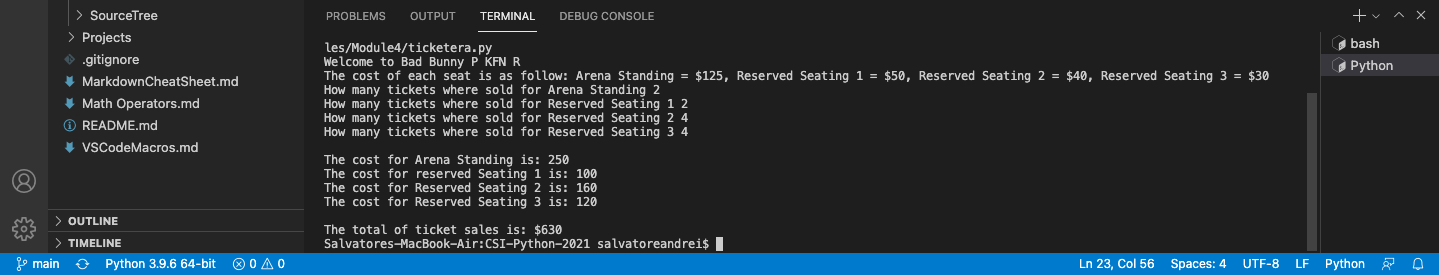 SourceTree
Projects
.gitignore
MarkdownCheatSheet.md
Math Operators.md
README.md
VSCodeMacros.md
OUTLINE
TIMELINE
PROBLEMS OUTPUT TERMINAL DEBUG CONSOLE
les/Module4/ticketera.py
Welcome to Bad Bunny P KFN R
The cost of each seat is as follow: Arena Standing = $125, Reserved Seating 1 = $50, Reserved Seating 2 = $40, Reserved Seating 3 = $30
How many tickets where sold for Arena Standing 2
How many tickets where sold for Reserved Seating 1 2
How many tickets where sold for Reserved Seating 2 4
How many tickets where sold for Reserved Seating 3 4
The cost for Arena Standing is: 250
The cost for reserved Seating 1 is: 100
The cost for Reserved Seating 2 is: 160
The cost for Reserved Seating 3 is: 120
The total of ticket sales is: $630
Salvatores-MacBook-Air:CSI-Python-2021 salvatoreandrei$
bash
Python
main Python 3.9.6 64-bit 0 0 Ln 23, Col 56 Spaces: 4 UTF-8 LF Python